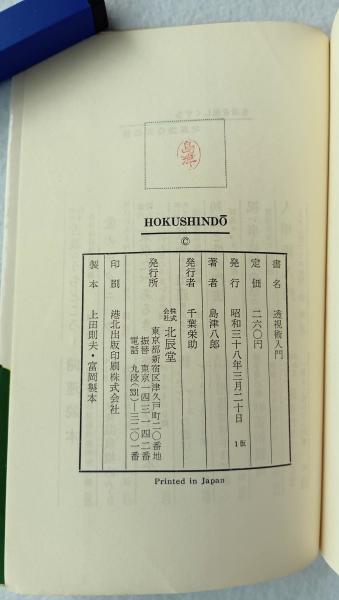 HOKUSHINDŌ
©
書名 透視術入門
定価 二六〇円
発行 昭和三十八年三月二十日 1版
著者 島津八郎
発行者 千葉栄助
発行所 株式会社 北辰堂
東京都新宿区津久戸町二〇番地
振替 東京一四三一四二番
電話 九段(331)一三二〇一番
印刷 港北出版印刷株式会社
製本 上田則夫・富岡製本
Printed in Japan